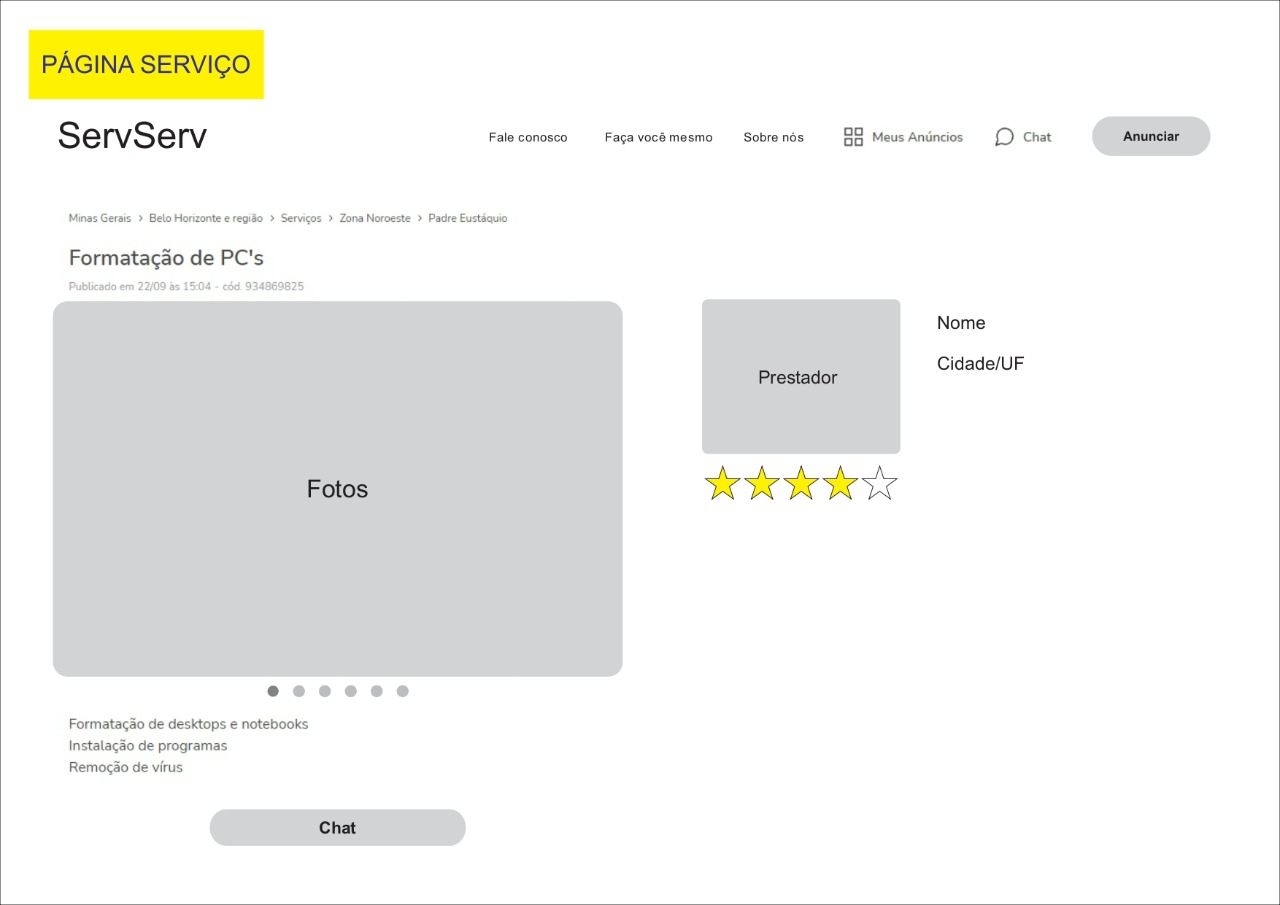 PÁGINA SERVIÇO
ServServ
Fale conosco
Faça você mesmo
Sobre nós
Meus Anúncios
Chat
Anunciar
Minas Gerais > Belo Horizonte e região > Serviços > Zona Noroeste > Padre Eustáquio
Formatação de PC's
Publicado em 22/09 às 15:04 - cód. 934869825
Fotos
Prestador
Nome
Cidade/UF
Formatação de desktops e notebooks
Instalação de programas
Remoção de vírus
Chat